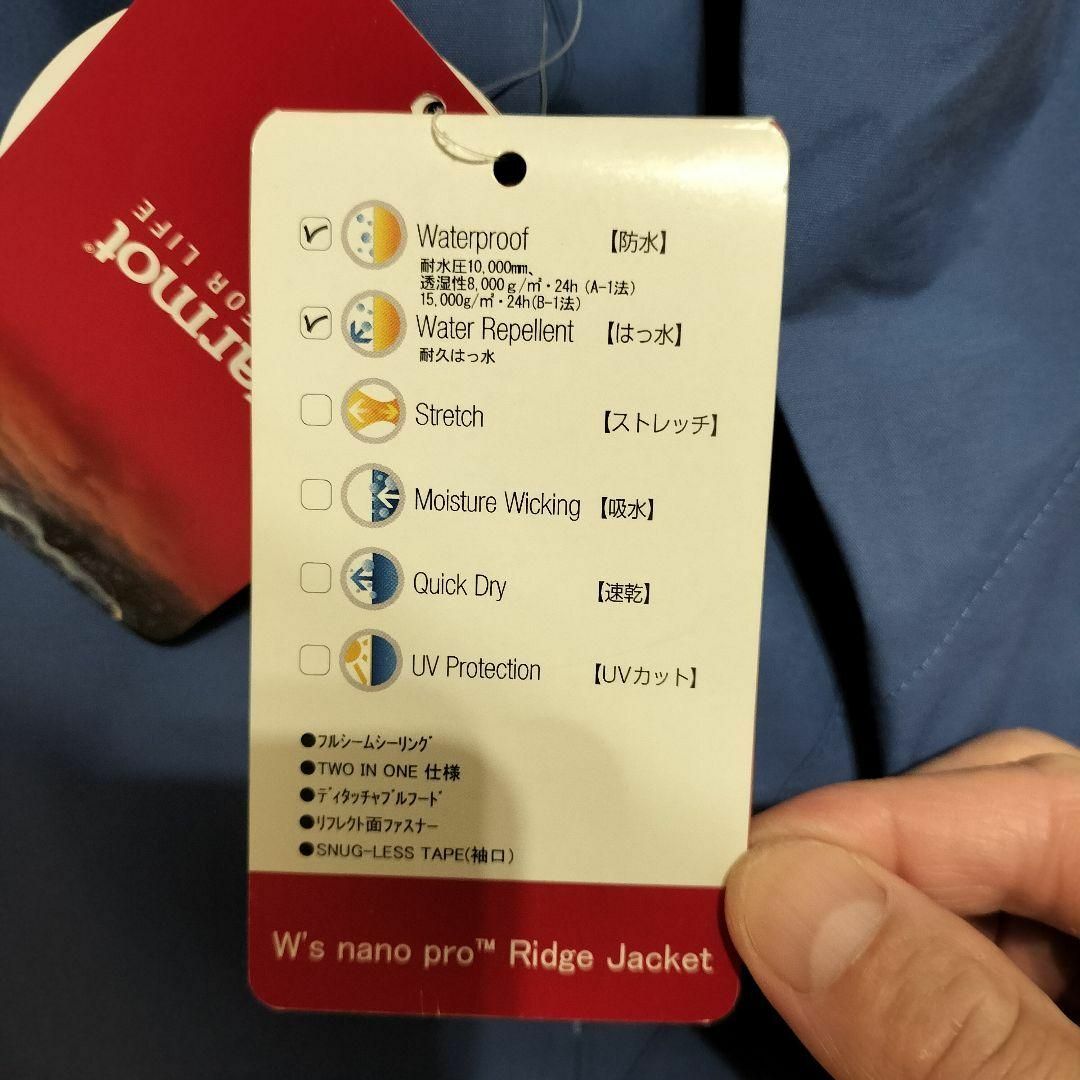 armot®
FOR LIFE
Waterproof 【防水】
耐水圧10,000mm、
透湿性8,000g/㎡・24h (A-1法)
15,000g/㎡・24h(B-1法)
Water Repellent 【はっ水】
耐久はっ水
Stretch 【ストレッチ】
Moisture Wicking 【吸水】
Quick Dry 【速乾】
UV Protection 【UVカット】
●フルシームシーリング
●TWO IN ONE 仕様
●ディタッチャブルフード
●リフレクト面ファスナー
●SNUG-LESS TAPE(袖口)
W's nano pro™ Ridge Jacket